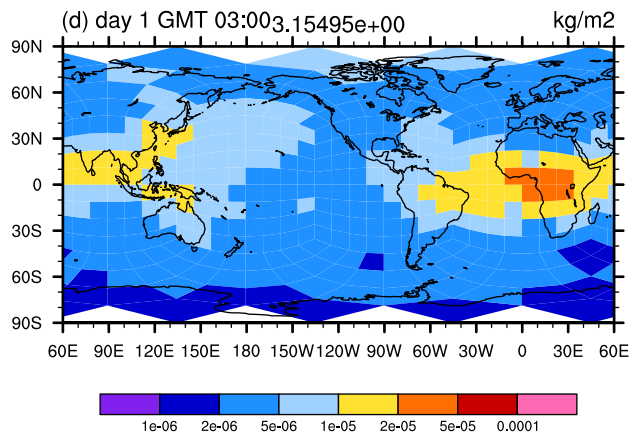 (d) day 1 GMT 03:00 3.15495e+00 kg/m2
90N
60N
30N
0
30S
60S
90S
60E 90E 120E 150E 180 150W 120W 90W 60W 30W 0 30E 60E
1e-06 2e-06 5e-06 1e-05 2e-05 5e-05 0.0001